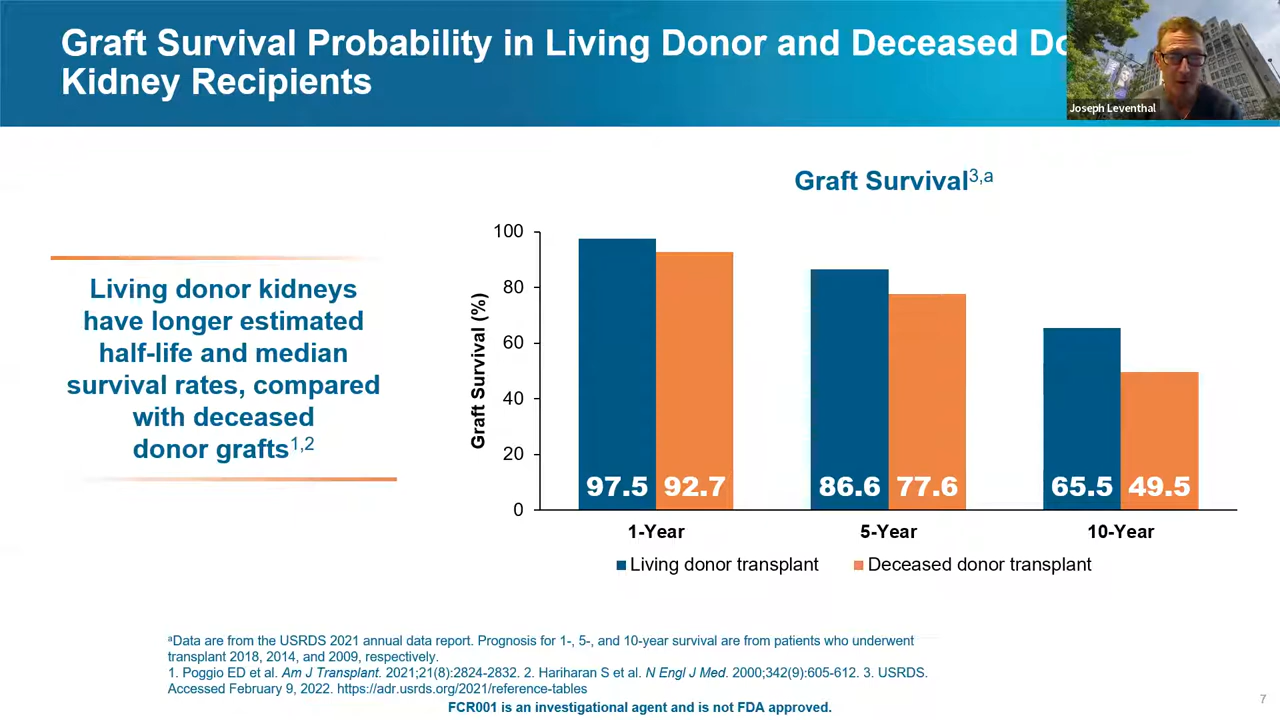 Graft Survival Probability in Living Donor and Deceased Do
Kidney Recipients
Joseph Leventhal
Living donor kidneys
have longer estimated
half-life and median
survival rates, compared
with deceased
donor grafts1,2
Graft Survival3,a
Graft Survival (%)
100
80
60
40
20
0
97.5 92.7
86.6 77.6
65.5 49.5
1-Year 5-Year 10-Year
Living donor transplant Deceased donor transplant
aData are from the USRDS 2021 annual data report. Prognosis for 1-, 5-, and 10-year survival are from patients who underwent
transplant 2018, 2014, and 2009, respectively.
1. Poggio ED et al. Am J Transplant. 2021;21(8):2824-2832. 2. Hariharan S et al. N Engl J Med. 2000;342(9):605-612. 3. USRDS.
Accessed February 9, 2022. https://adr.usrds.org/2021/reference-tables
FCR001 is an investigational agent and is not FDA approved.
7